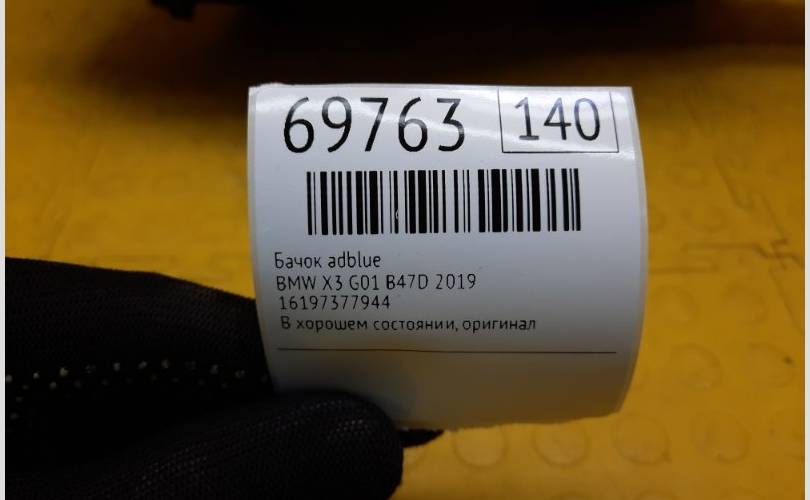 69763 140
Бачок adblue
BMW X3 G01 B47D 2019
16197377944
В хорошем состоянии, оригинал